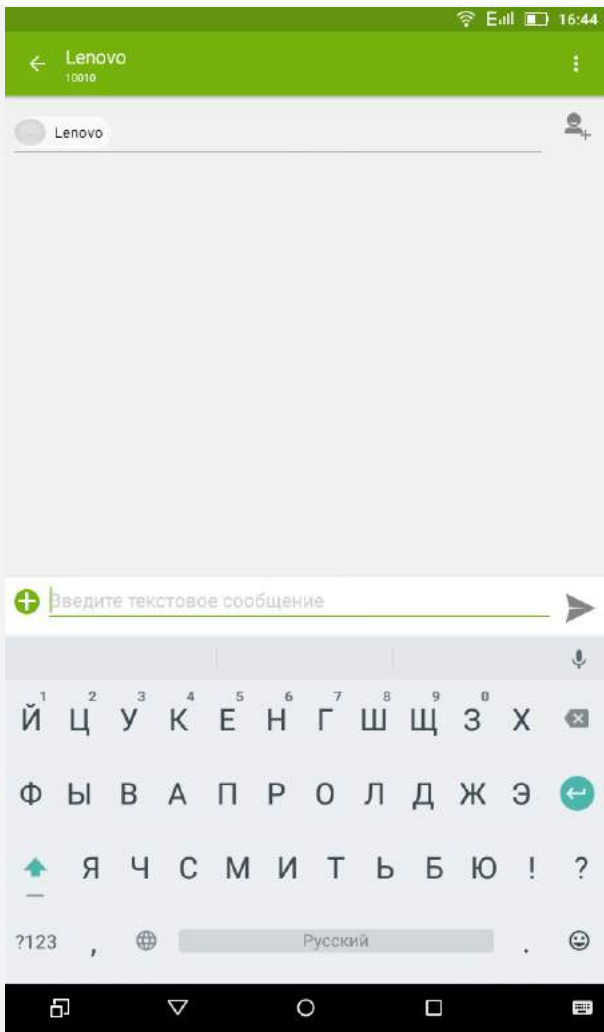 16:44
Lenovo
10010
Lenovo
Введите текстовое сообщение
1 2 3 4 5 6 7 8 9 0
Й Ц У К Е Н Г Ш Щ З Х
Ф Ы В А П Р О Л Д Ж Э
Я Ч С М И Т Ь Б Ю ! ?
?123 , Русский .